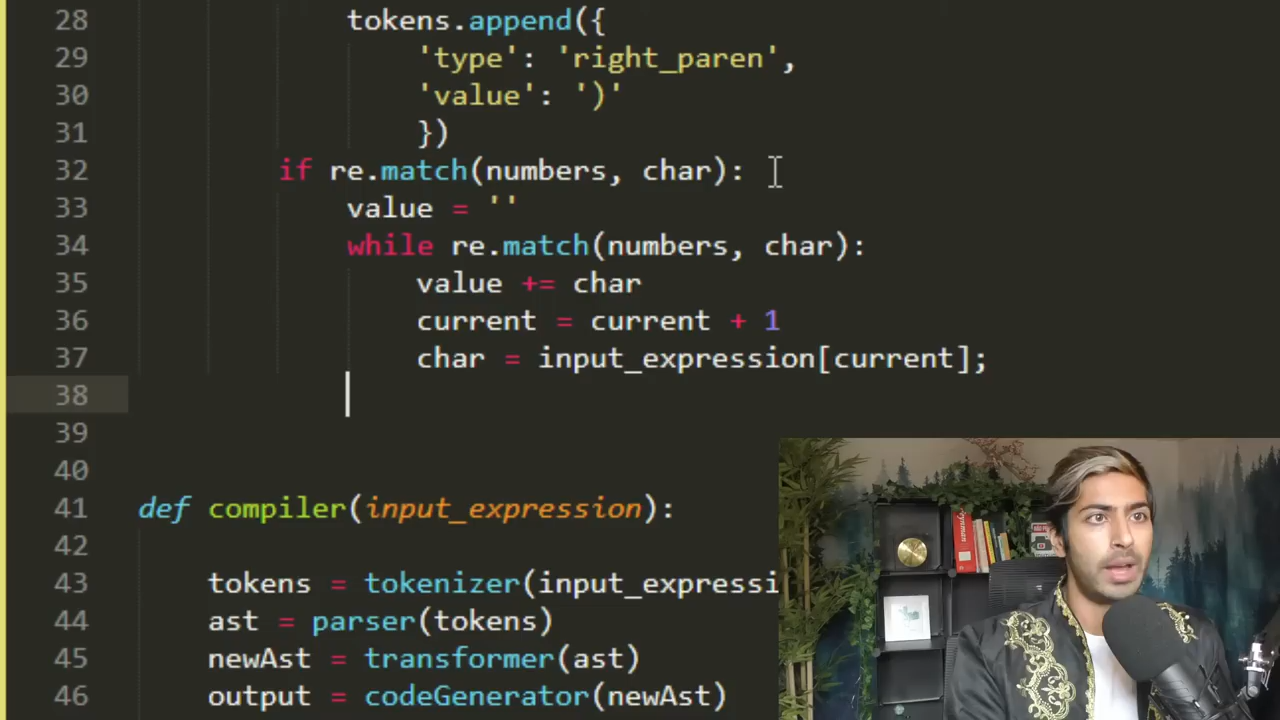 28 tokens.append({
29 'type': 'right_paren',
30 'value': ')'
31 })
32 if re.match(numbers, char):
33 value = ''
34 while re.match(numbers, char):
35 value += char
36 current = current + 1
37 char = input_expression[current];
38
39
40
41 def compiler(input_expression):
42
43 tokens = tokenizer(input_expressi
44 ast = parser(tokens)
45 newAst = transformer(ast)
46 output = codeGenerator(newAst)